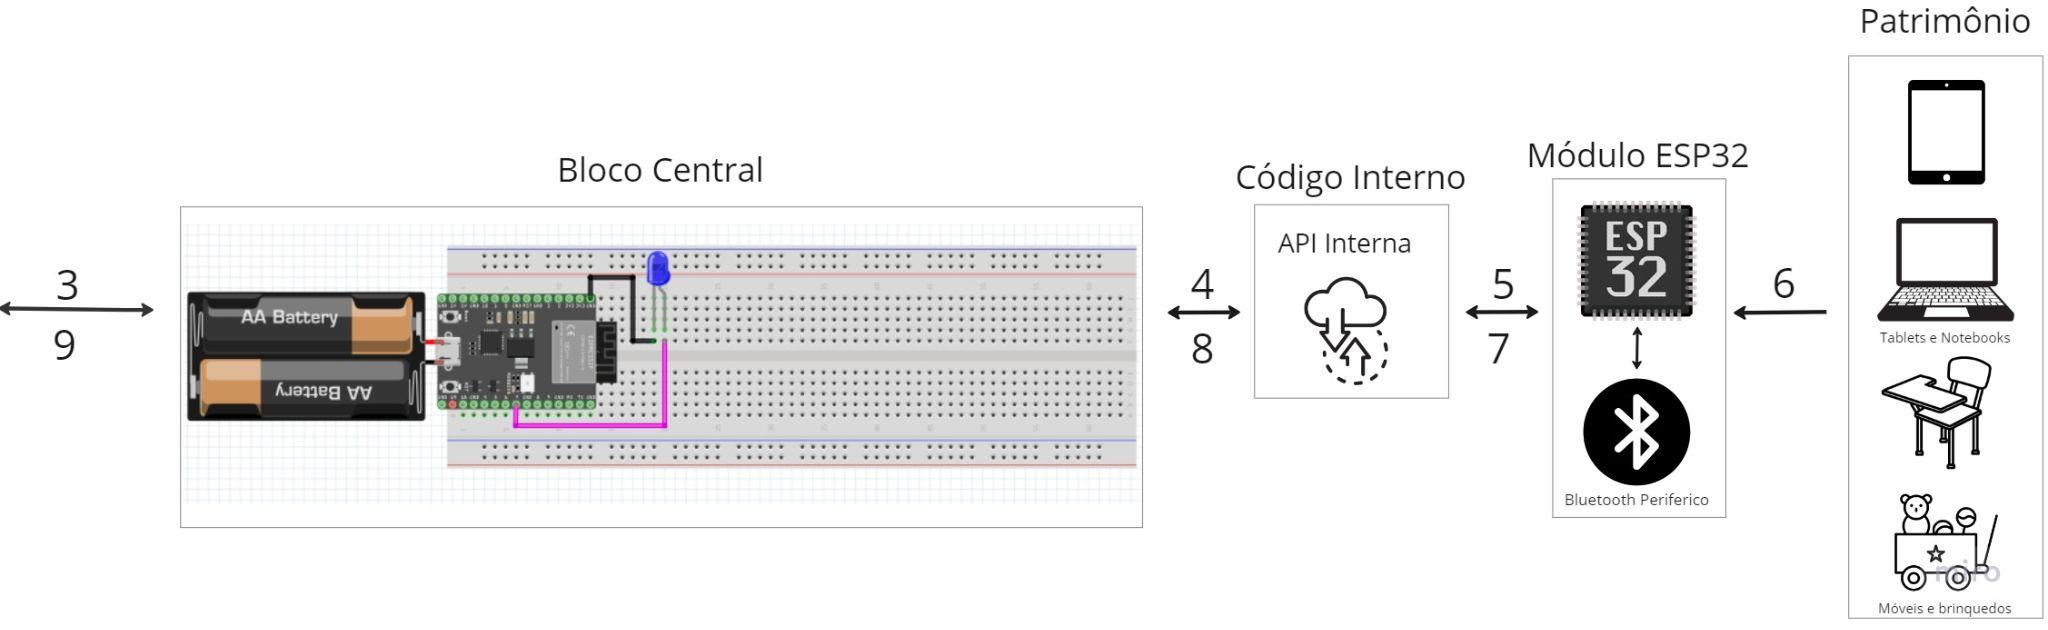 Patrimônio
Módulo ESP32
Bloco Central
Código Interno
API Interna
ESP
32
3
9
AA Battery
AA Battery
4
8
5
7
6
Tablets e Notebooks
Bluetooth Periferico
miro
Móveis e brinquedos